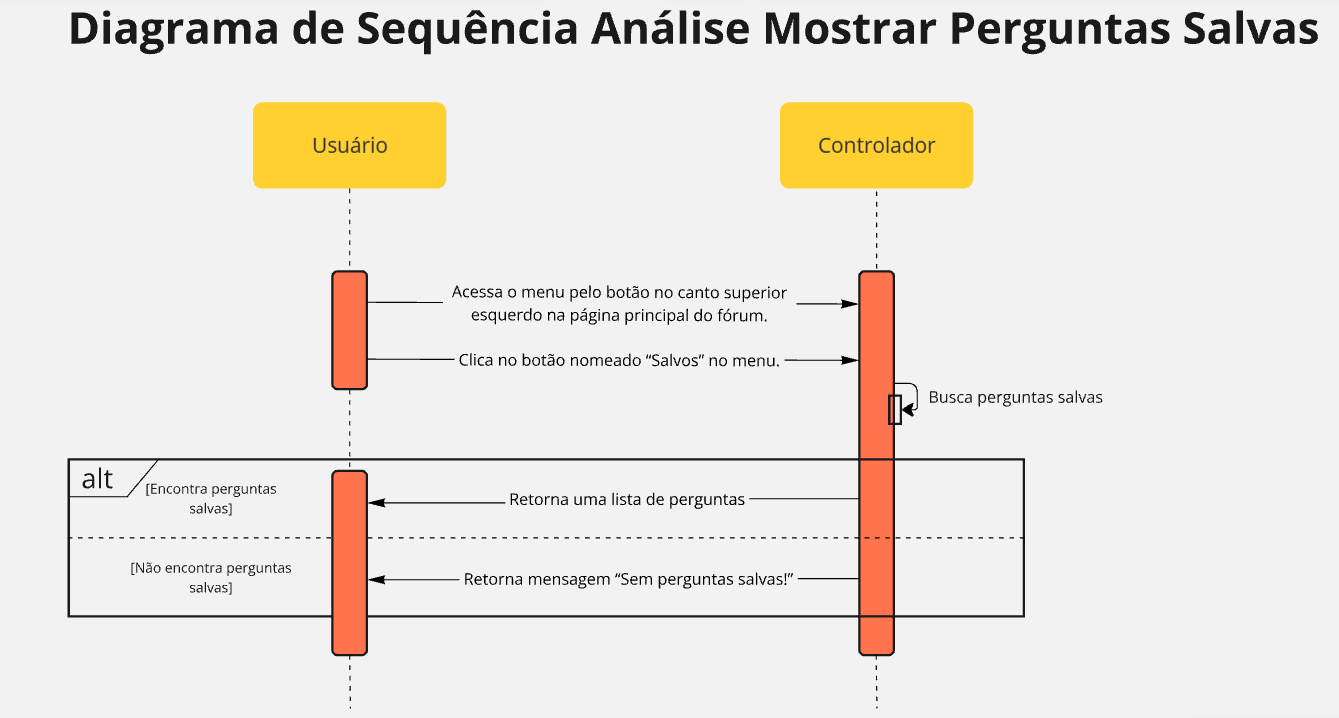 Diagrama de Sequência Análise Mostrar Perguntas Salvas
Usuário
Controlador
Acessa o menu pelo botão no canto superior
esquerdo na página principal do fórum.
Clica no botão nomeado “Salvos” no menu.
Busca perguntas salvas
alt
[Encontra perguntas
salvas]
Retorna uma lista de perguntas
[Não encontra perguntas
salvas]
Retorna mensagem “Sem perguntas salvas!”